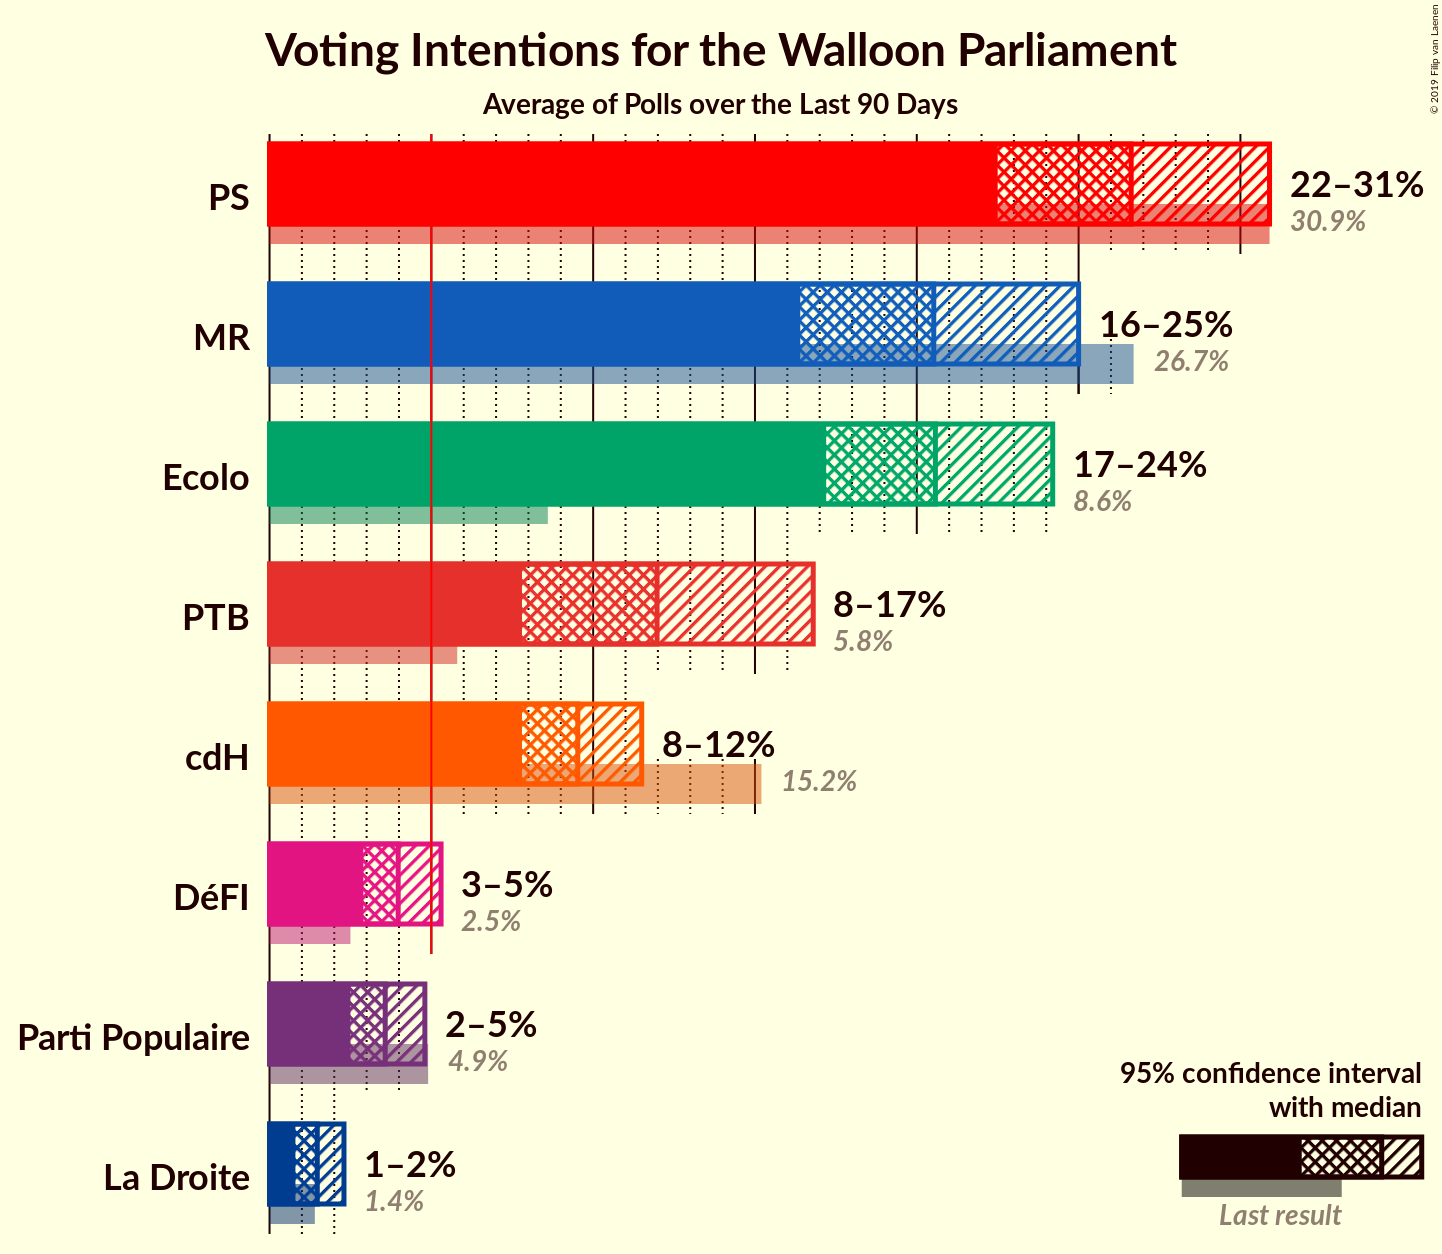 Voting Intentions for the Walloon Parliament
Average of Polls over the Last 90 Days
© 2019 Filip van Laenen
PS
22–31%
30.9%
MR
16–25%
26.7%
Ecolo
17–24%
8.6%
PTB
8–17%
5.8%
cdH
8–12%
15.2%
DéFI
3–5%
2.5%
Parti Populaire
2–5%
4.9%
La Droite
1–2%
1.4%
95% confidence interval
with median
Last result